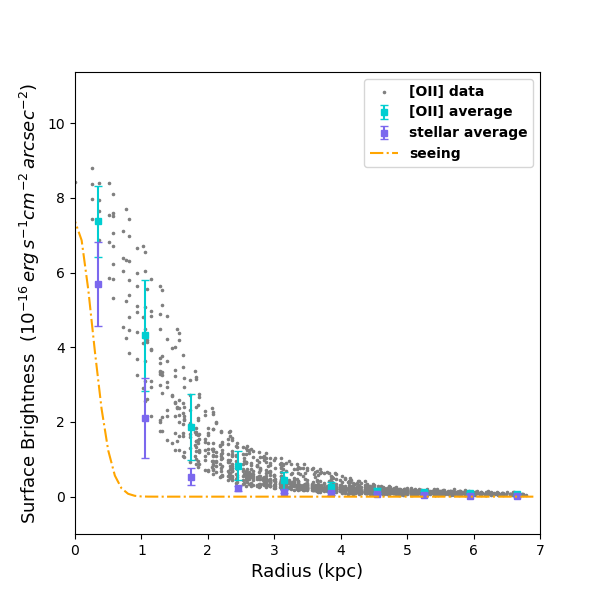 [OII] data
[OII] average
stellar average
seeing
Surface Brightness (10⁻¹⁶ erg s⁻¹cm⁻² arcsec⁻²)
10
8
6
4
2
0
0 1 2 3 4 5 6 7
Radius (kpc)